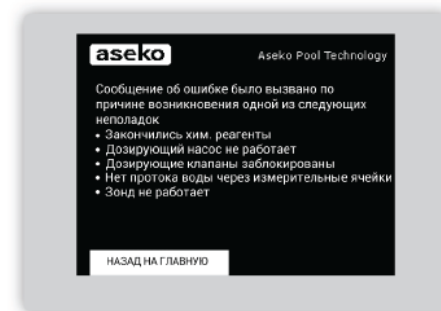 aseko
Aseko Pool Technology
Сообщение об ошибке было вызвано по
причине возникновения одной из следующих
неполадок
• Закончились хим. реагенты
• Дозирующий насос не работает
• Дозирующие клапаны заблокированы
• Нет протока воды через измерительные ячейки
• Зонд не работает
НАЗАД НА ГЛАВНУЮ